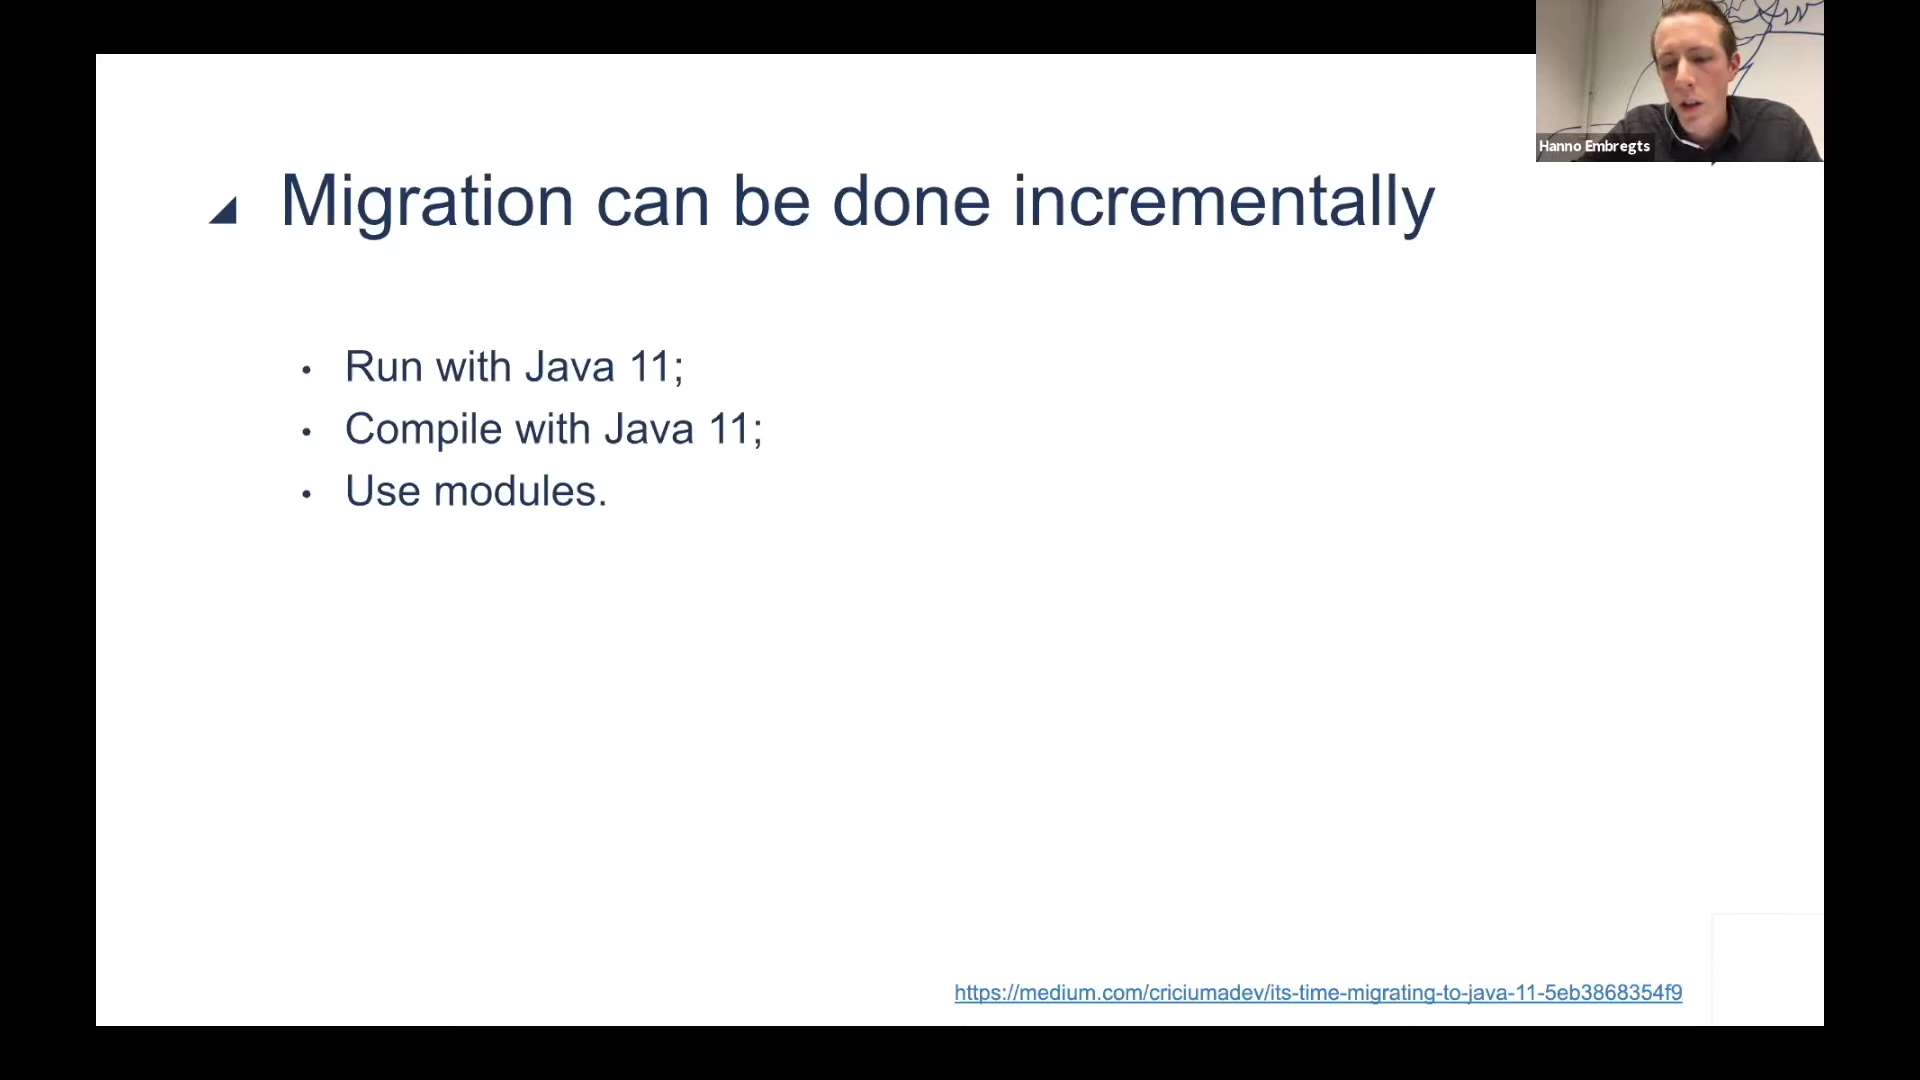 Hanno Embregts
Migration can be done incrementally
• Run with Java 11;
• Compile with Java 11;
• Use modules.
https://medium.com/criciumadev/its-time-migrating-to-java-11-5eb3868354f9